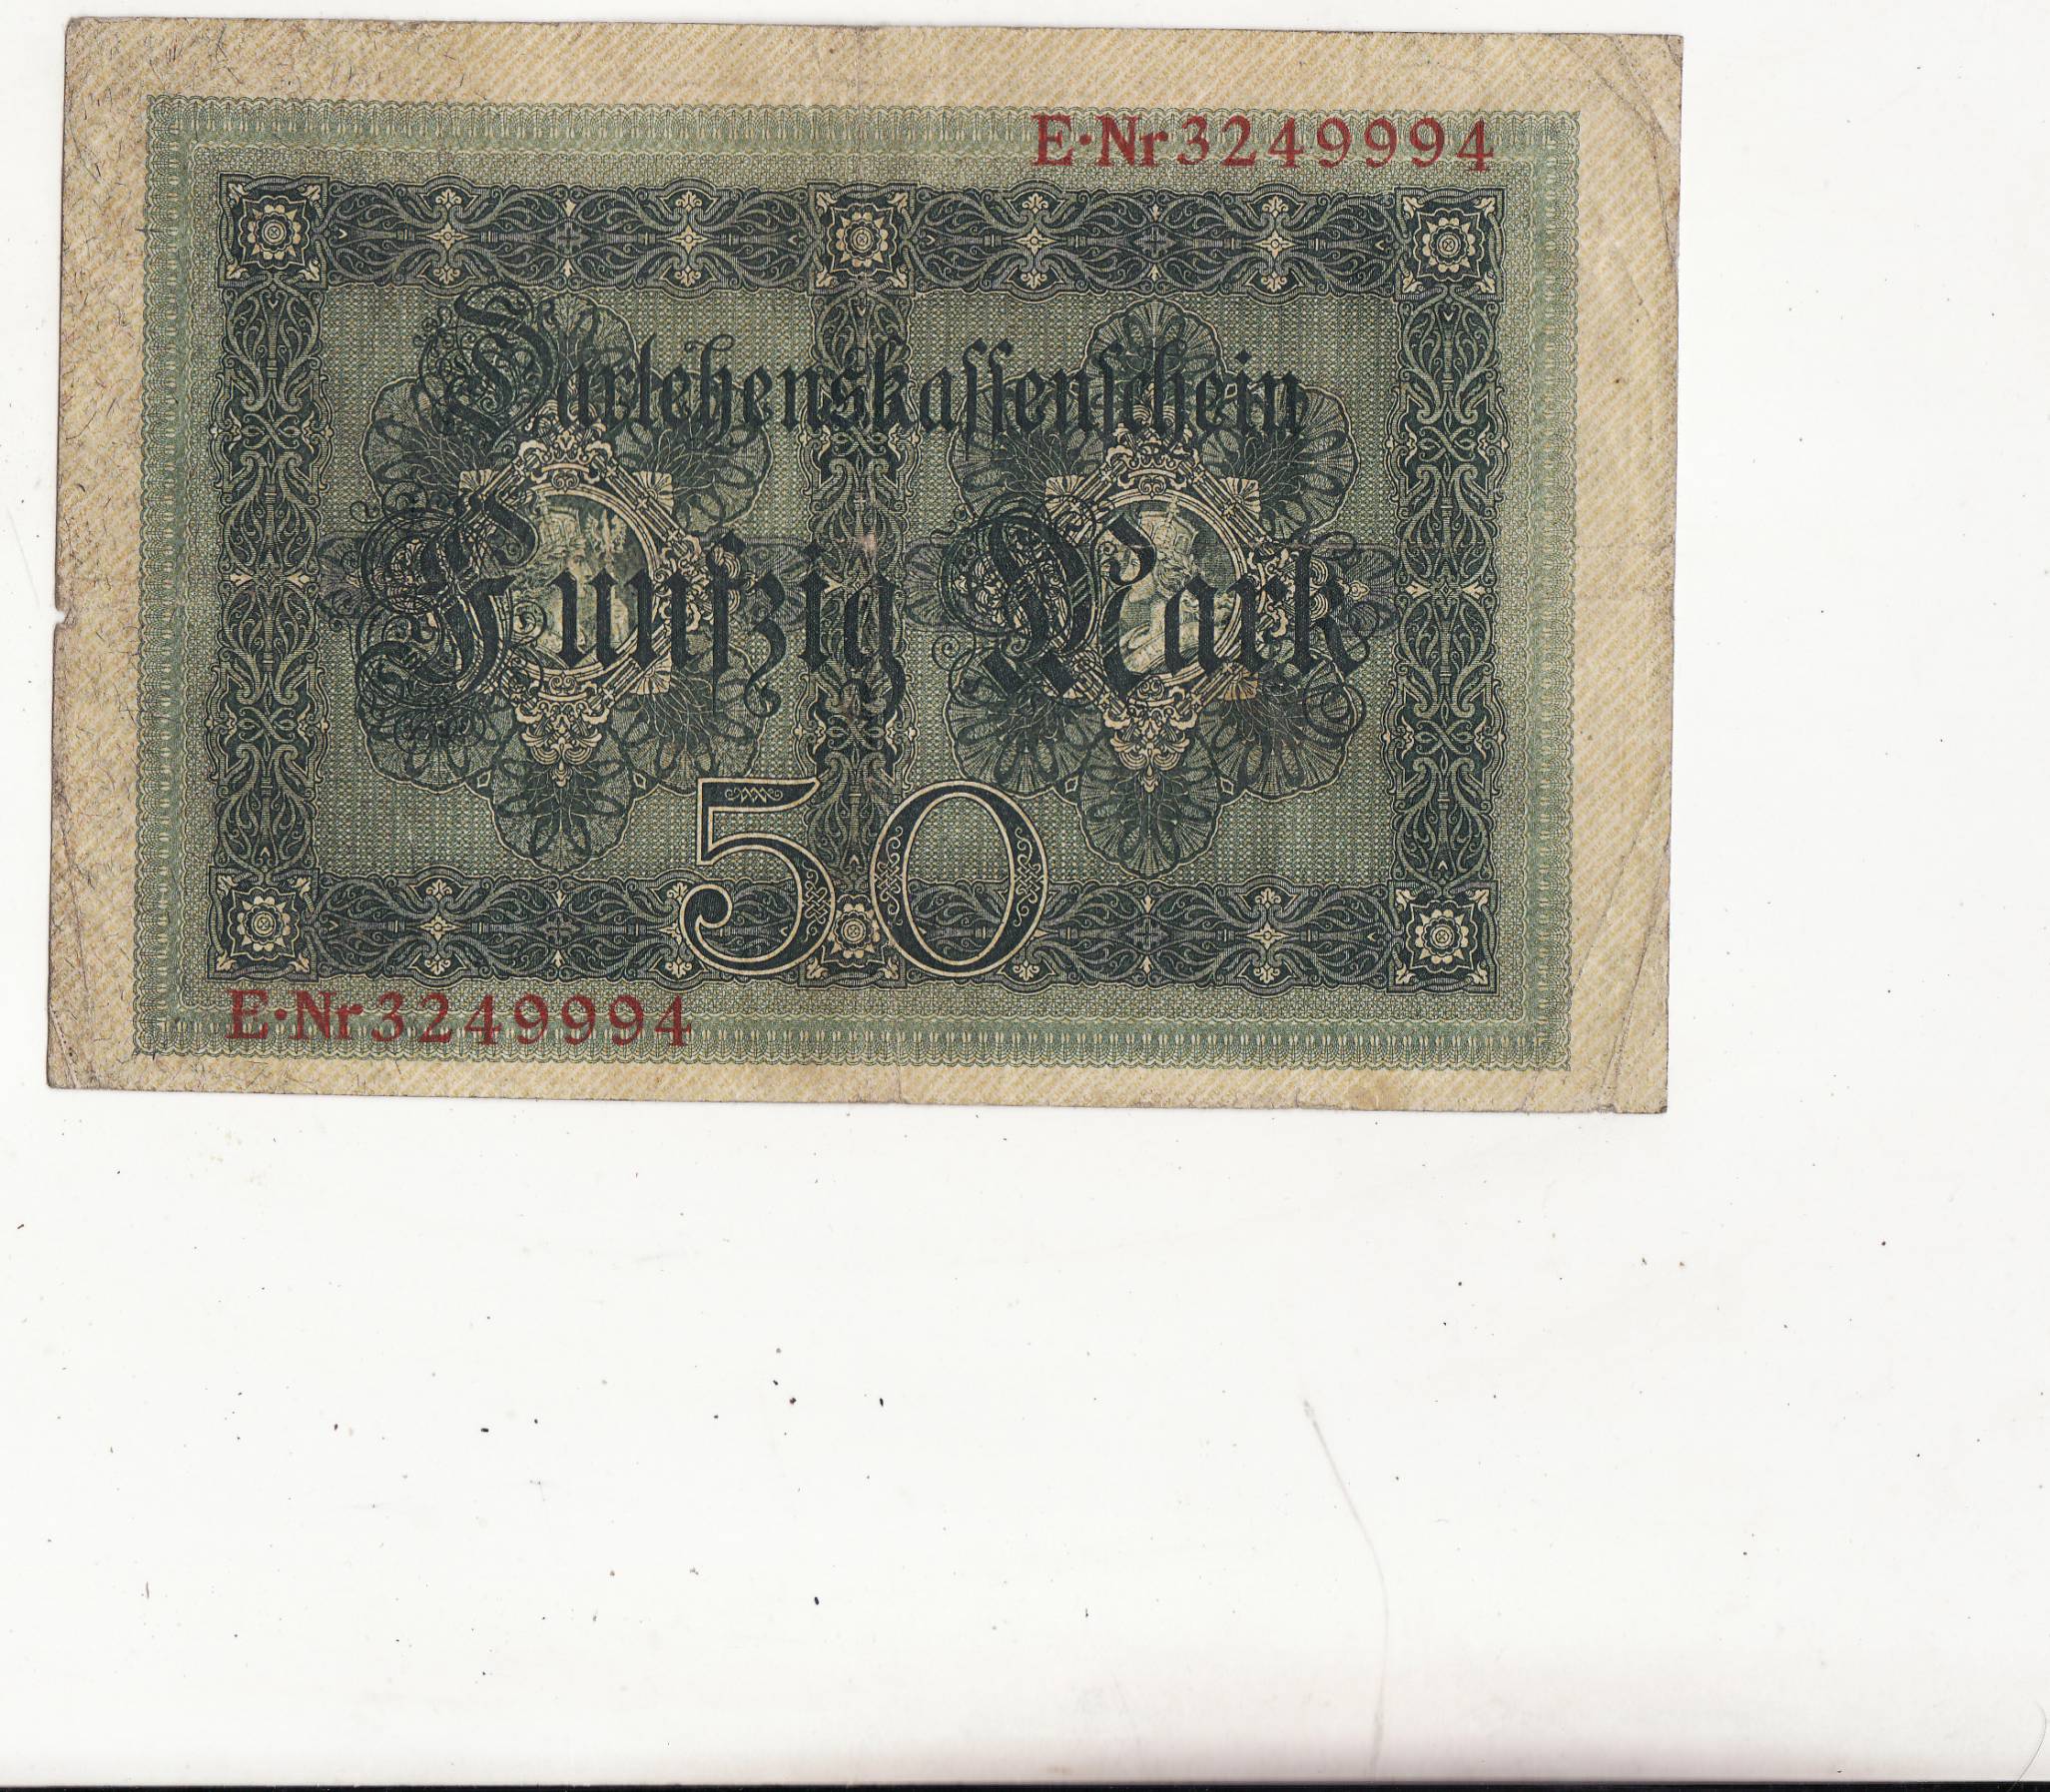 E·Nr 3249994
Darlehenskassenschein
Fünfzig Mark
50
E·Nr 3249994